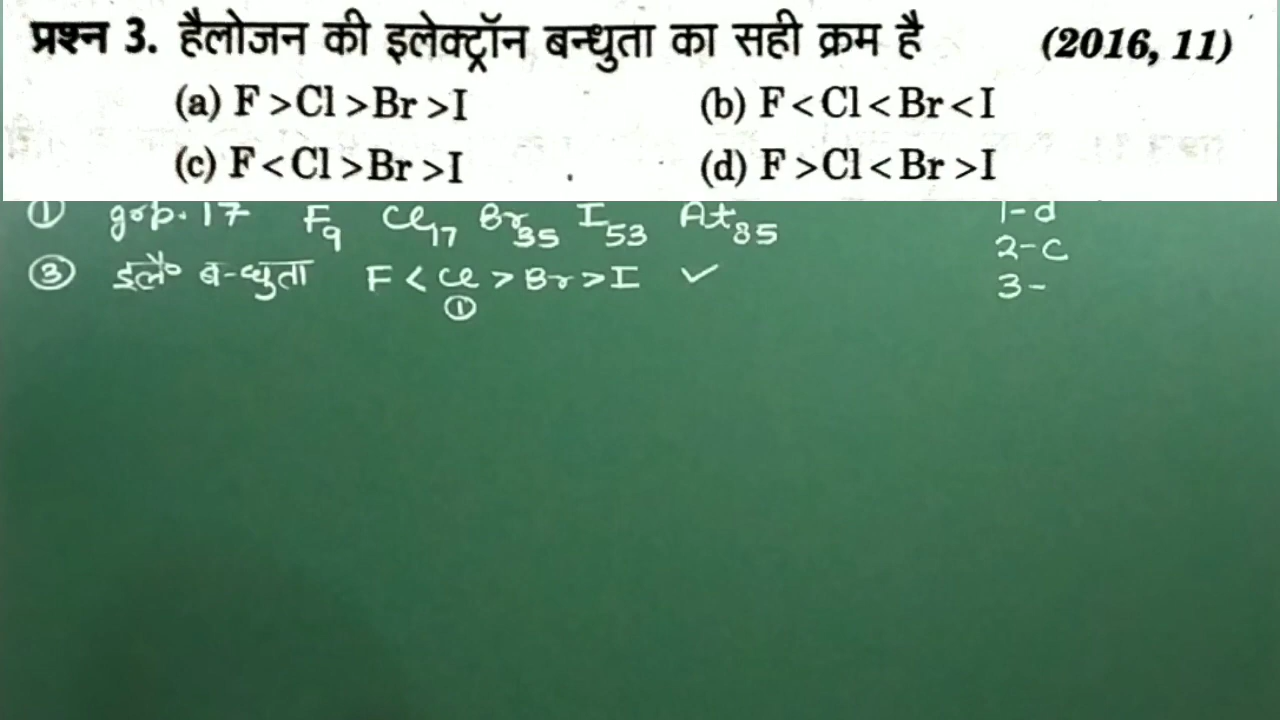 प्रश्न 3. हैलोजन की इलेक्ट्रॉन बन्धुता का सही क्रम है (2016, 11)
(a) F >Cl >Br >I (b) F < Cl < Br < I
(c) F < Cl >Br >I (d) F >Cl < Br >I
① grp. 17 F9 Cl17 Br35 I53 At85 1-d
2-c
③ इलै० बन्धुता F < Cl > Br > I ✓ 3-
①